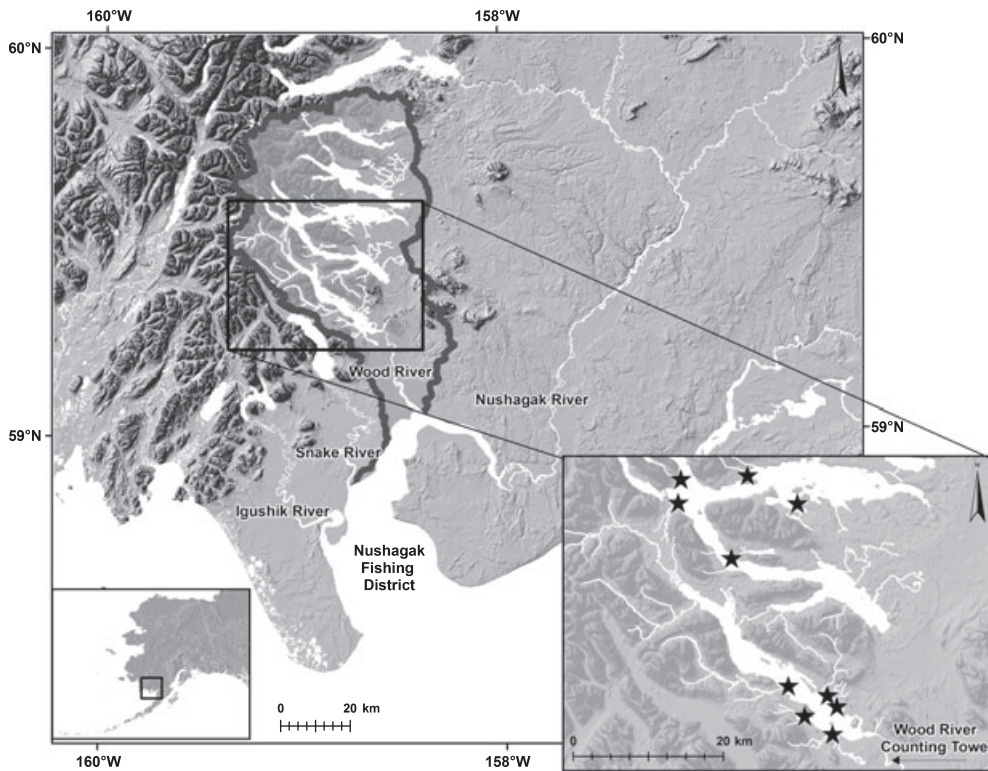 160°W
158°W
60°N
60°N
Wood River
Nushagak River
59°N
59°N
Snake River
Igushik River
Nushagak
Fishing
District
0 20 km
N
Wood River
Counting Towe
0 20 km
160°W
158°W